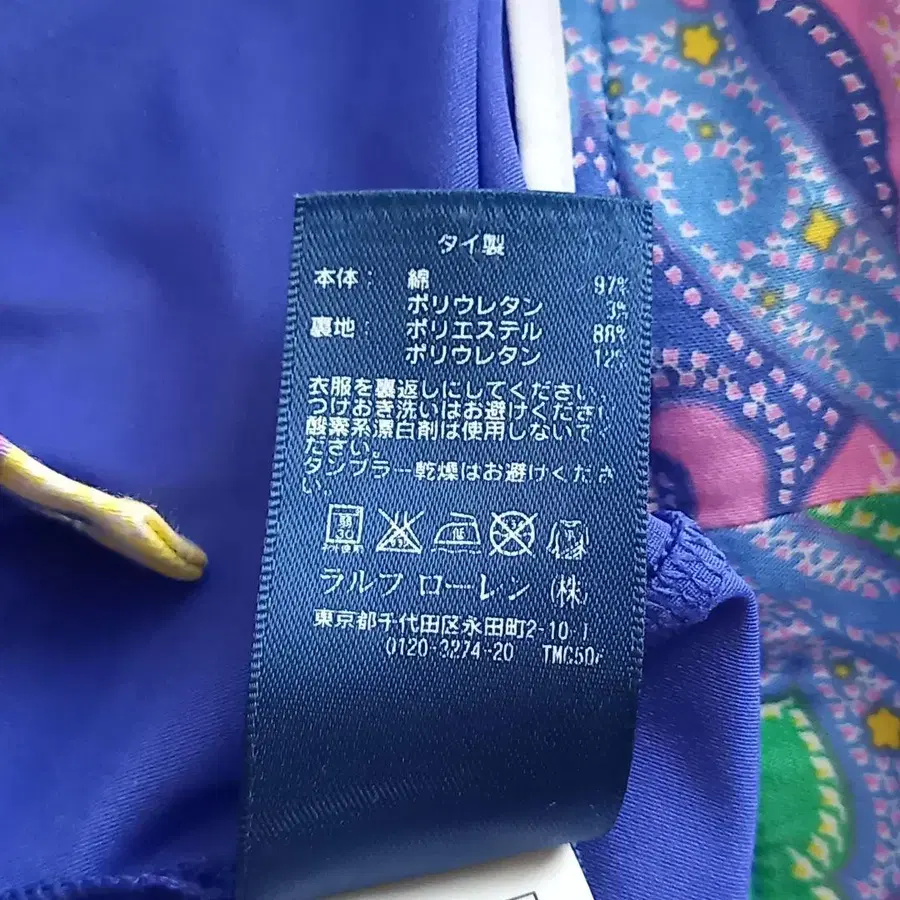 タイ製
本体: 綿 97%
ポリウレタン 3%
裏地: ポリエステル 88%
ポリウレタン 12%
衣服を裏返しにしてください。
つけおき洗いはお避けください。
酸素系漂白剤は使用しないでく
ださい。
タンブラー乾燥はお避けくださ
い。
ラルフ ローレン (株)
東京都千代田区永田町2-10-1
0120-3274-20